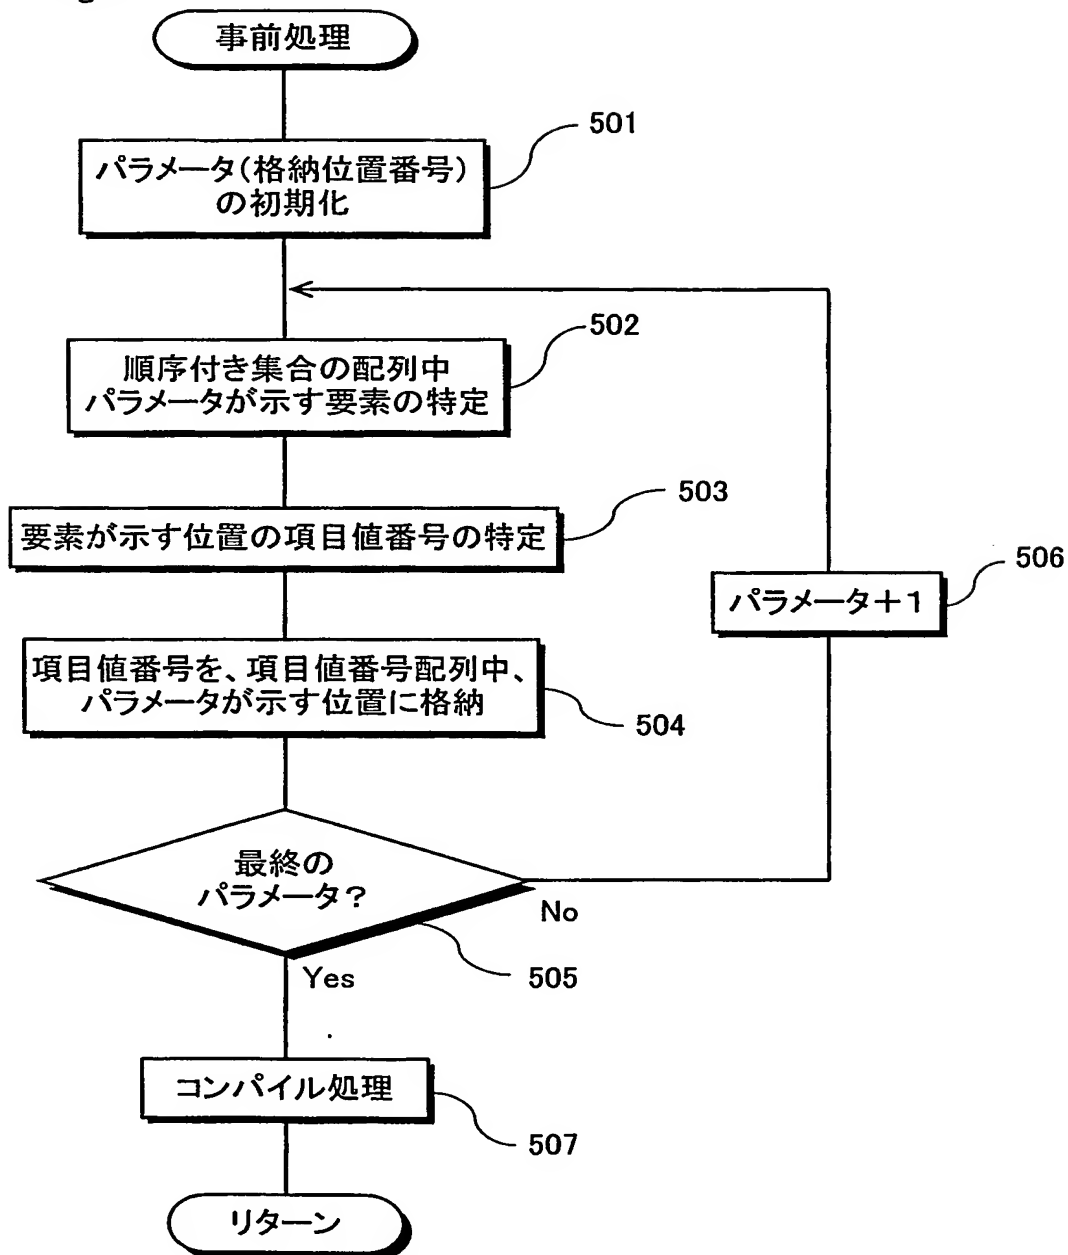 事前処理
501
パラメータ(格納位置番号)
の初期化
502
順序付き集合の配列中
パラメータが示す要素の特定
503
要素が示す位置の項目値番号の特定
506
パラメータ+1
項目値番号を、項目値番号配列中、
パラメータが示す位置に格納
504
最終の
パラメータ?
No
505
Yes
コンパイル処理
507
リターン